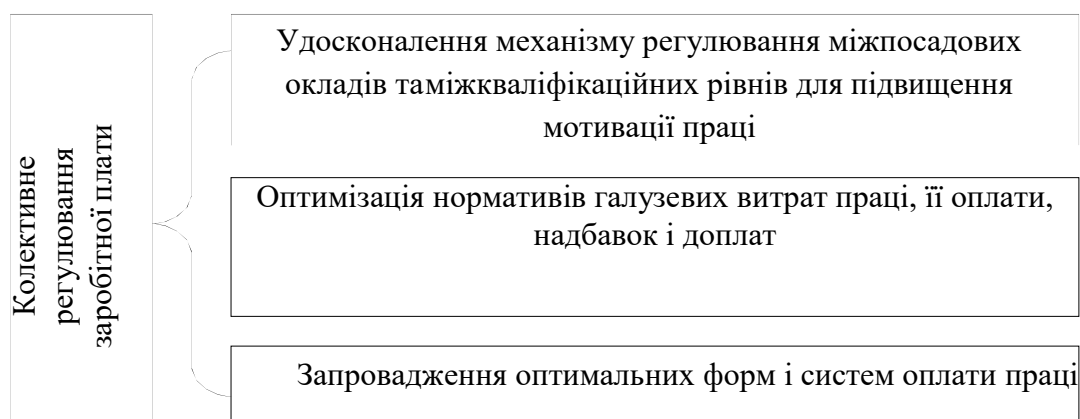 Колективне
регулювання
заробітної плати
Удосконалення механізму регулювання міжпосадових
окладів таміжкваліфікаційних рівнів для підвищення
мотивації праці
Оптимізація нормативів галузевих витрат праці, її оплати,
надбавок і доплат
Запровадження оптимальних форм і систем оплати праці